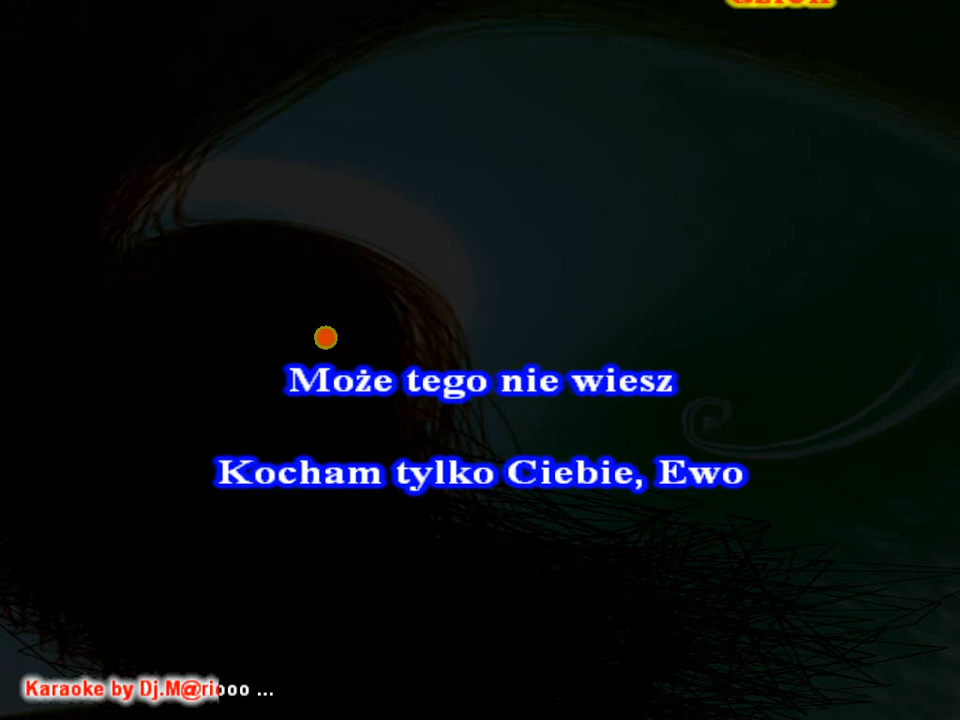 Może tego nie wiesz
Kocham tylko Ciebie, Ewo
Karaoke by Dj.M@riooo ...